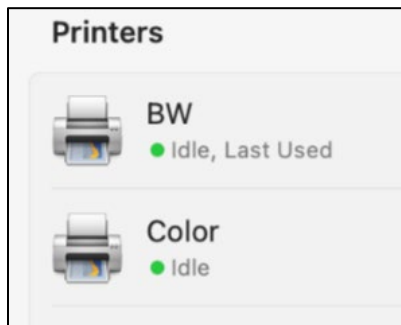 Printers
BW
Idle, Last Used
Color
Idle